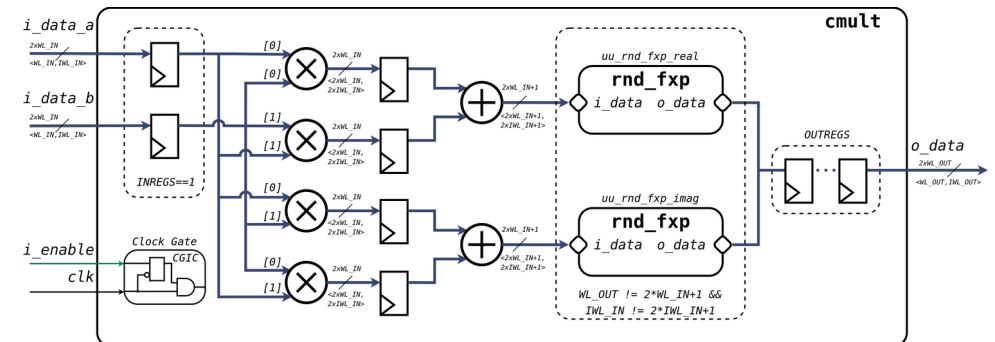 cmult
i_data_a
2xWL_IN
<WL_IN,IWL_IN>
i_data_b
2xWL_IN
<WL_IN,IWL_IN>
INREGS==1
i_enable
clk
Clock Gate
CGIC
[0]
[0]
2xWL_IN
<2xWL_IN,
2xIWL_IN>
[1]
[1]
2xWL_IN
<2xWL_IN,
2xIWL_IN>
[0]
[1]
2xWL_IN
<2xWL_IN,
2xIWL_IN>
[0]
[1]
2xWL_IN
<2xWL_IN,
2xIWL_IN>
2xWL_IN+1
<2xWL_IN+1,
2xIWL_IN+1>
2xWL_IN+1
<2xWL_IN+1,
2xIWL_IN+1>
uu_rnd_fxp_real
rnd_fxp
i_data o_data
uu_rnd_fxp_imag
rnd_fxp
i_data o_data
WL_OUT != 2*WL_IN+1 &&
IWL_IN != 2*IWL_IN+1
OUTREGS
o_data
2xWL_OUT
<WL_OUT,IWL_OUT>